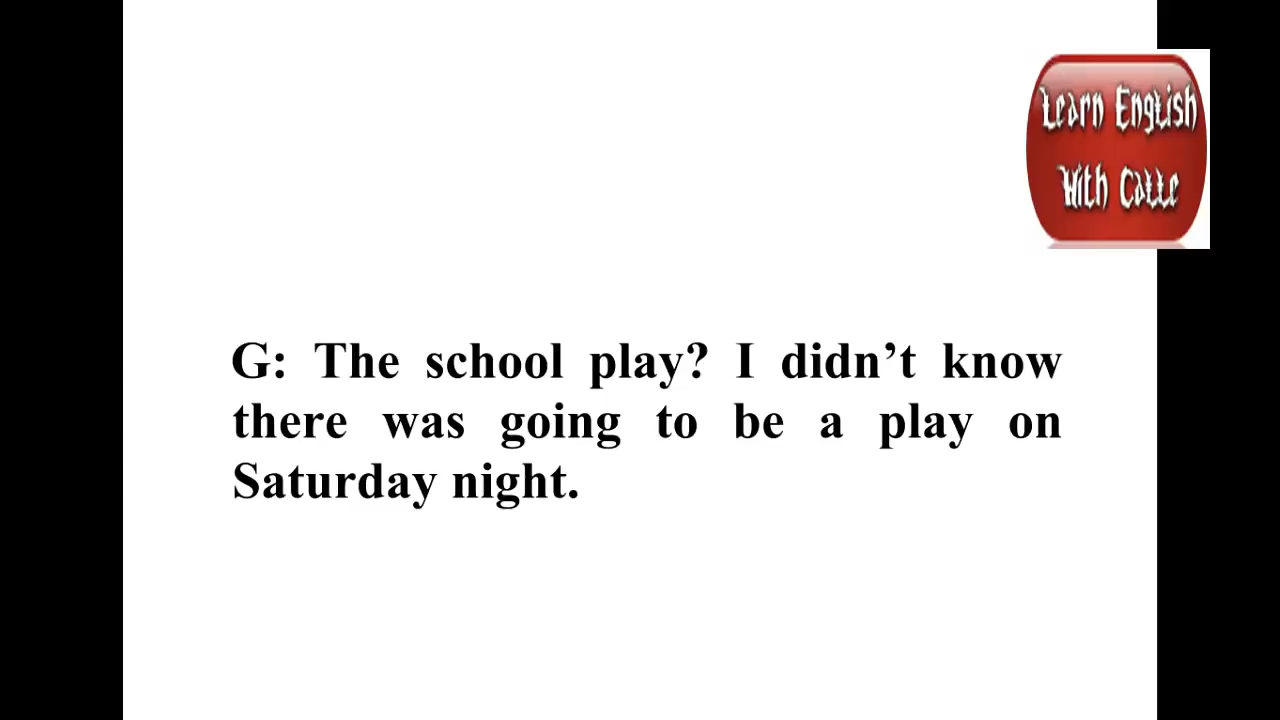 Learn English
With Catte
G: The school play? I didn’t know
there was going to be a play on
Saturday night.